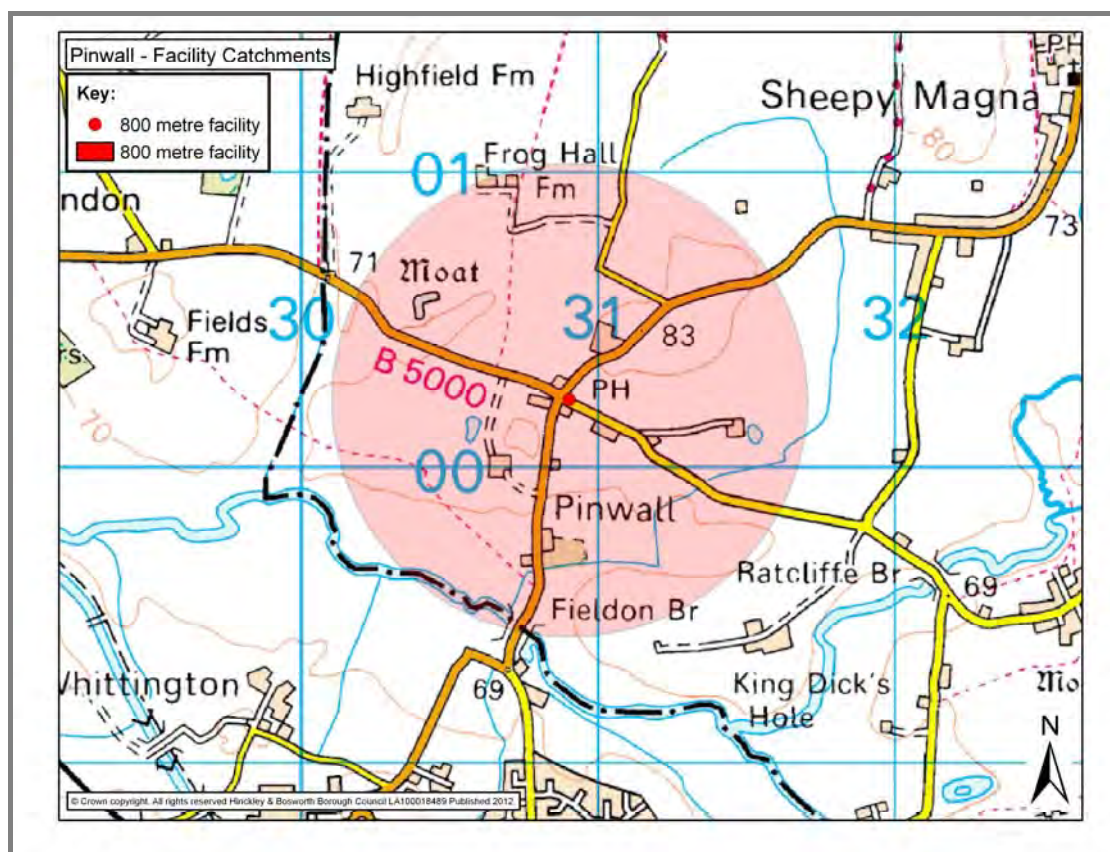 Pinwall - Facility Catchments
Key:
800 metre facility
800 metre facility
Highfield Fm
PH
Sheepy Magna
80
01
Frog Hall
Fm
ndon
73
71
Moat
30
31
32
Fields
Fm
83
rs
B 5000
PH
70
00
Pinwall
Ratcliffe Br
69
Fieldon Br
Whittington
69
King Dick's
Hole
Mo
N
© Crown copyright. All rights reserved Hinckley & Bosworth Borough Council LA100018489 Published 2012